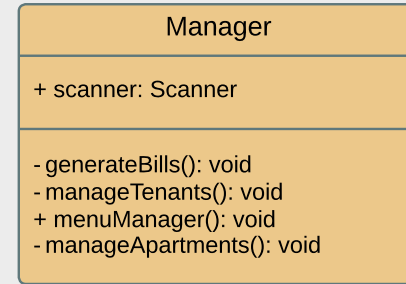 Manager
+ scanner: Scanner
- generateBills(): void
- manageTenants(): void
+ menuManager(): void
- manageApartments(): void